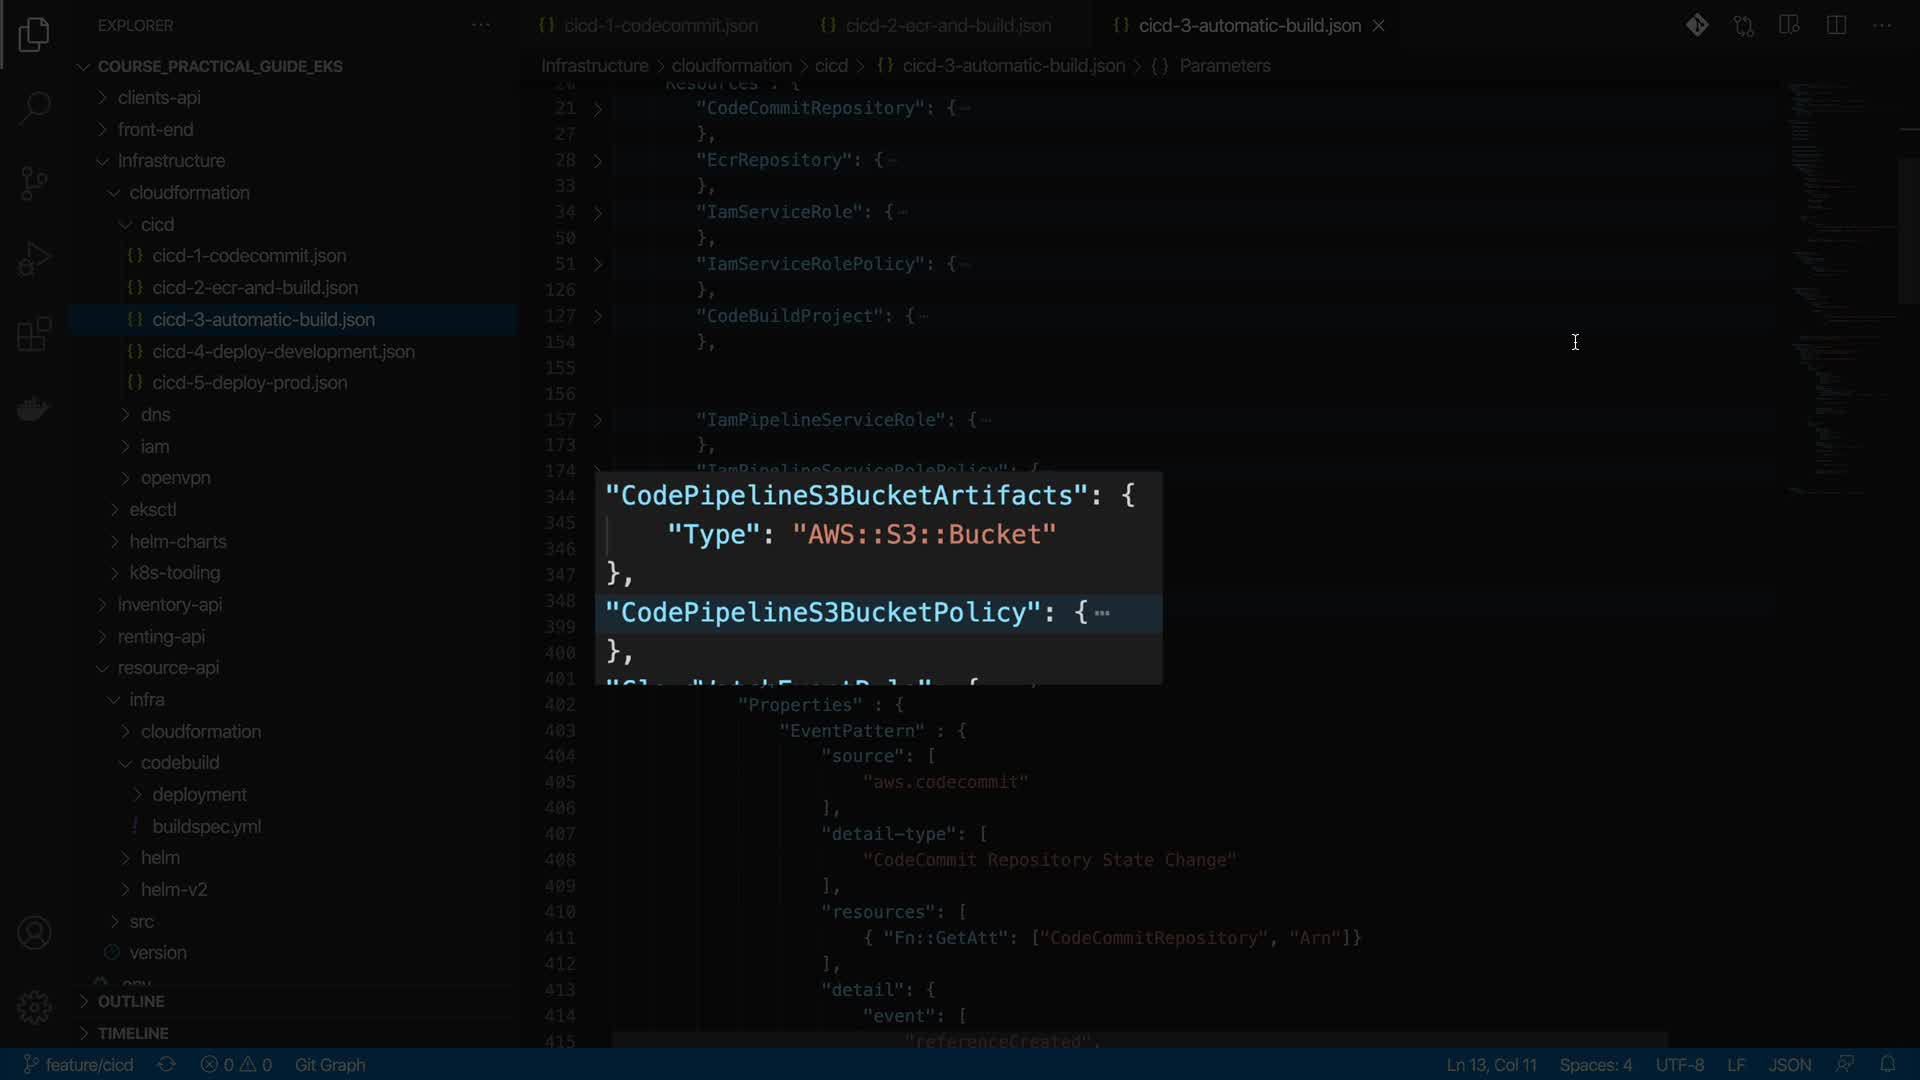 EXPLORER
COURSE_PRACTICAL_GUIDE_EKS
clients-api
front-end
Infrastructure
cloudformation
cicd
cicd-1-codecommit.json
cicd-2-ecr-and-build.json
cicd-3-automatic-build.json
cicd-4-deploy-development.json
cicd-5-deploy-prod.json
dns
iam
openvpn
eksctl
helm-charts
k8s-tooling
inventory-api
renting-api
resource-api
infra
cloudformation
codebuild
deployment
! buildspec.yml
helm
helm-v2
src
version
OUTLINE
TIMELINE
{} cicd-1-codecommit.json {} cicd-2-ecr-and-build.json {} cicd-3-automatic-build.json
Infrastructure > cloudformation > cicd > {} cicd-3-automatic-build.json > {} Parameters
20 "Resources": {
21 "CodeCommitRepository": {
27 },
28 "EcrRepository": {
33 },
34 "IamServiceRole": {
50 },
51 "IamServiceRolePolicy": {
126 },
127 "CodeBuildProject": {
154 },
155
156
157 "IamPipelineServiceRole": {
173 },
174 "IamPipelineServiceRolePolicy": {
344
345
346
347
348
399
400
401
"CodePipelineS3BucketArtifacts": {
"Type": "AWS::S3::Bucket"
},
"CodePipelineS3BucketPolicy": {
},
"CloudWatchEventRule": {
402 "Properties" : {
403 "EventPattern" : {
404 "source": [
405 "aws.codecommit"
406 ],
407 "detail-type": [
408 "CodeCommit Repository State Change"
409 ],
410 "resources": [
411 { "Fn::GetAtt": ["CodeCommitRepository", "Arn"]}
412 ],
413 "detail": {
414 "event": [
415 "referenceCreated",
feature/cicd 0 0 Git Graph Ln 13, Col 11 Spaces: 4 UTF-8 LF JSON